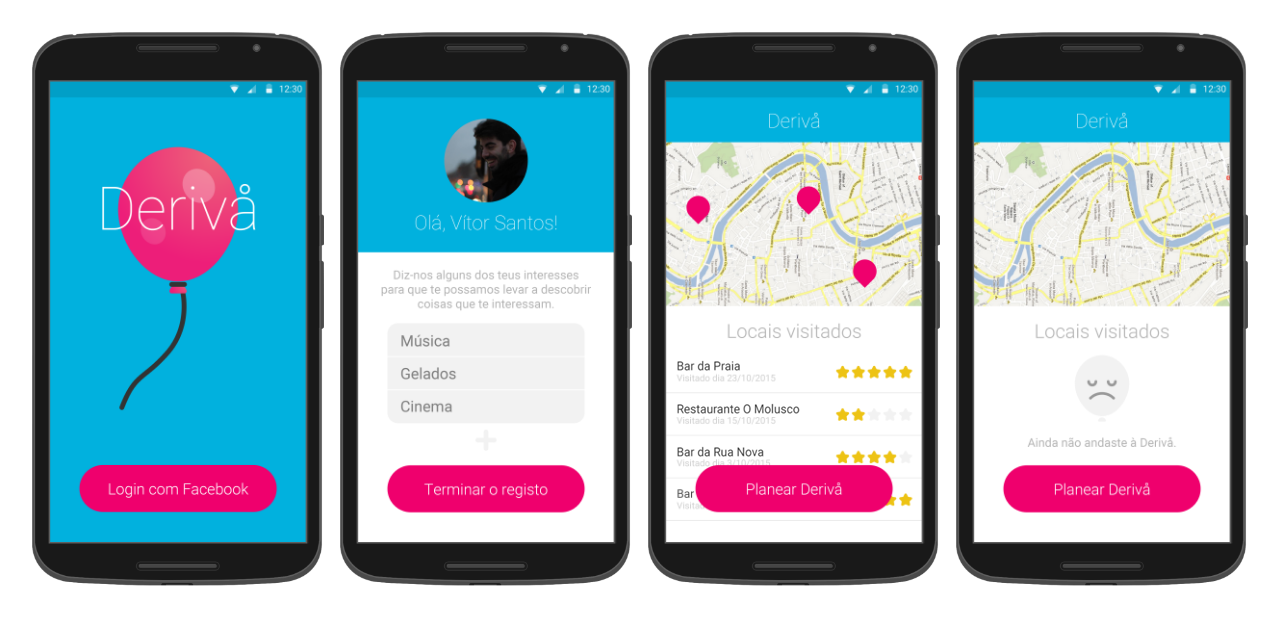 12:30
Derivå
Login com Facebook
12:30
Olá, Vítor Santos!
Diz-nos alguns dos teus interesses
para que te possamos levar a descobrir
coisas que te interessam.
Música
Gelados
Cinema
+
Terminar o registo
12:30
Derivå
Locais visitados
Bar da Praia
Visitado dia 23/10/2015
Restaurante O Molusco
Visitado dia 15/10/2015
Bar da Rua Nova
Visitado dia 3/10/2015
Bar
Visita
Planear Derivå
12:30
Derivå
Locais visitados
Ainda não andaste à Derivå.
Planear Derivå